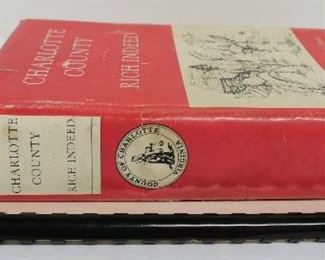 CHARLOTTE
COUNTY
...
RICH INDEED
CHARLOTTE
COUNTY
RICH INDEED
COUNTY OF CHARLOTTE
VIRGINIA